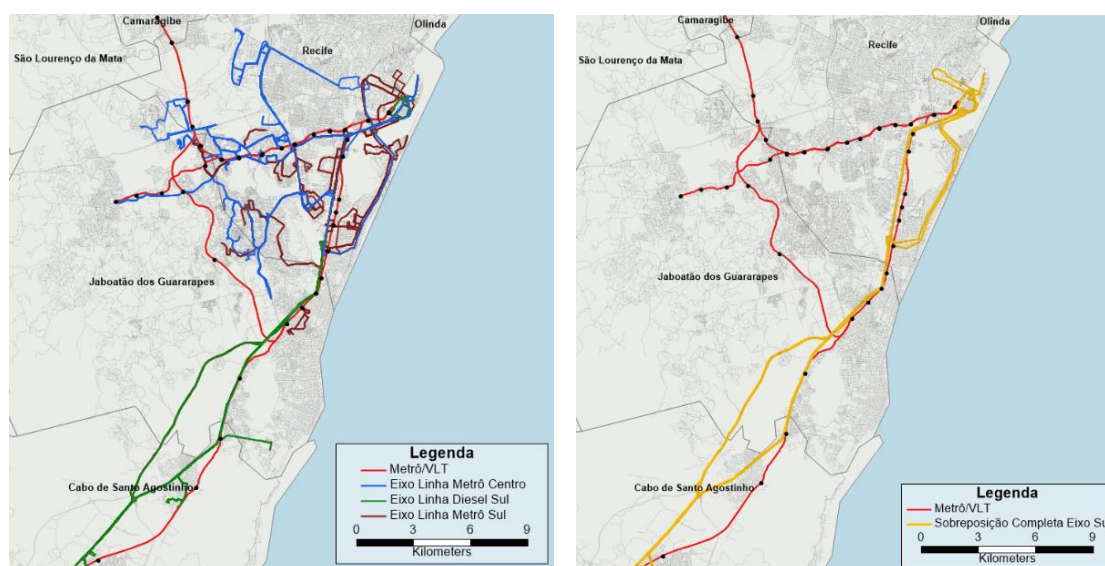 Camaragibe
Olinda
São Lourenço da Mata
Recife
Jaboatão dos Guararapes
Cabo de Santo Agostinho
Legenda
Metrô/VLT
Eixo Linha Metrô Centro
Eixo Linha Diesel Sul
Eixo Linha Metrô Sul
0 3 6 9
Kilometers
Camaragibe
Olinda
São Lourenço da Mata
Recife
Jaboatão dos Guararapes
Cabo de Santo Agostinho
Legenda
Metrô/VLT
Sobreposição Completa Eixo Su
0 3 6 9
Kilometers